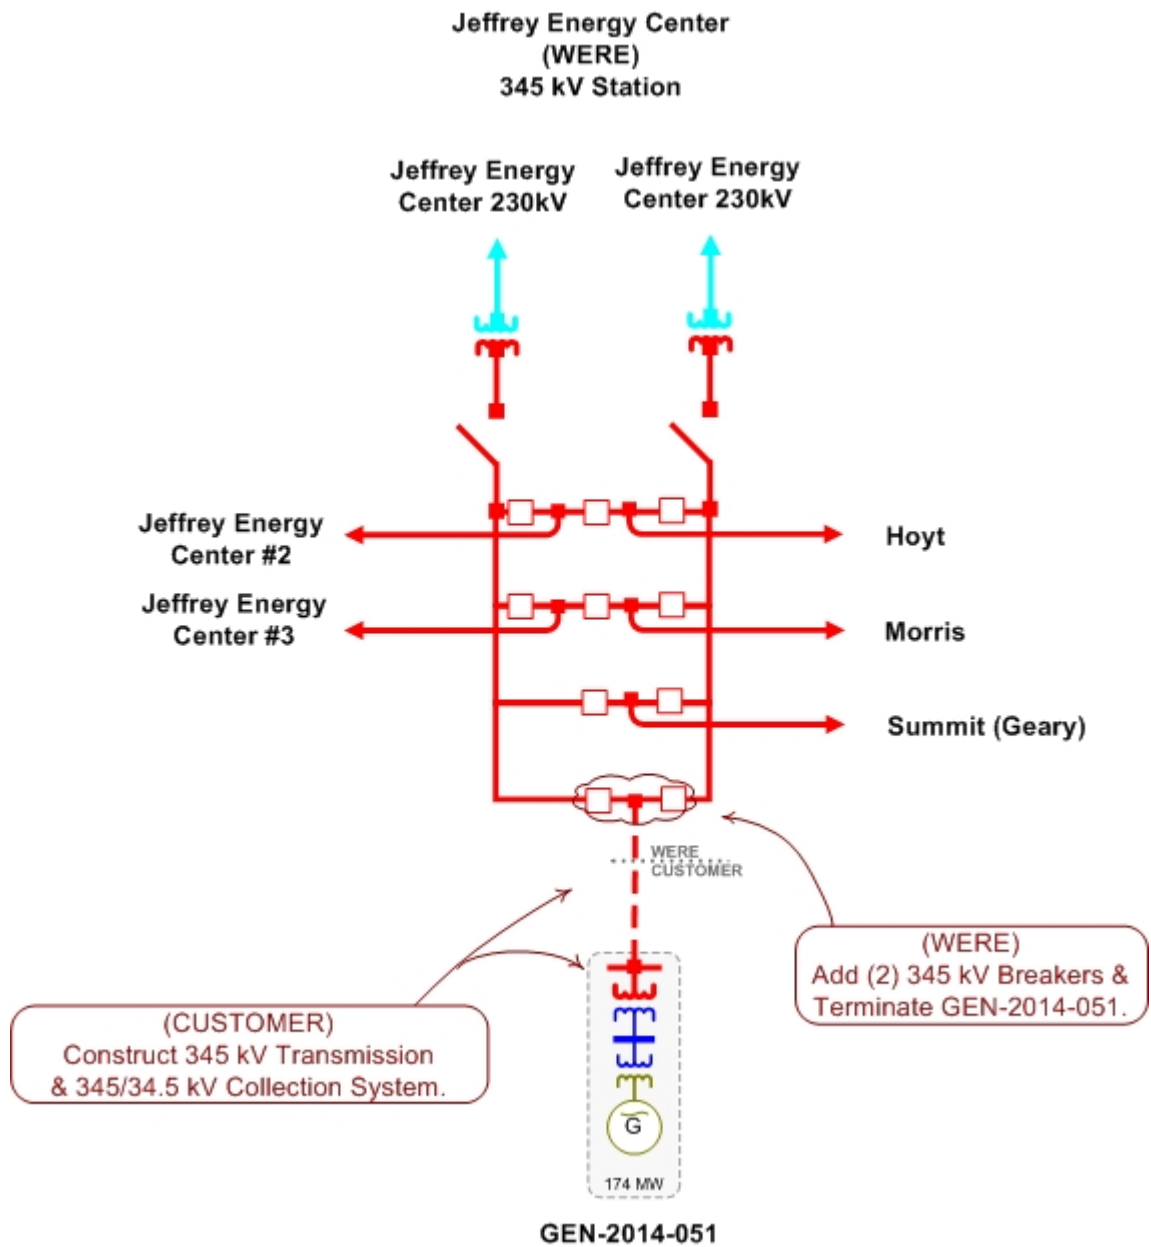 Jeffrey Energy Center
(WERE)
345 kV Station
Jeffrey Energy
Center 230kV
Jeffrey Energy
Center 230kV
Jeffrey Energy
Center #2
Hoyt
Jeffrey Energy
Center #3
Morris
Summit (Geary)
WERE
CUSTOMER
(WERE)
Add (2) 345 kV Breakers &
Terminate GEN-2014-051.
(CUSTOMER)
Construct 345 kV Transmission
& 345/34.5 kV Collection System.
G
174 MW
GEN-2014-051